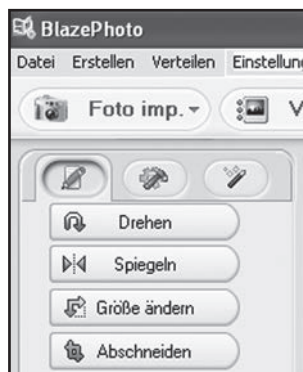 BlazePhoto
Datei Erstellen Verteilen Einstellung
Foto imp. V
Drehen
Spiegeln
Größe ändern
Abschneiden